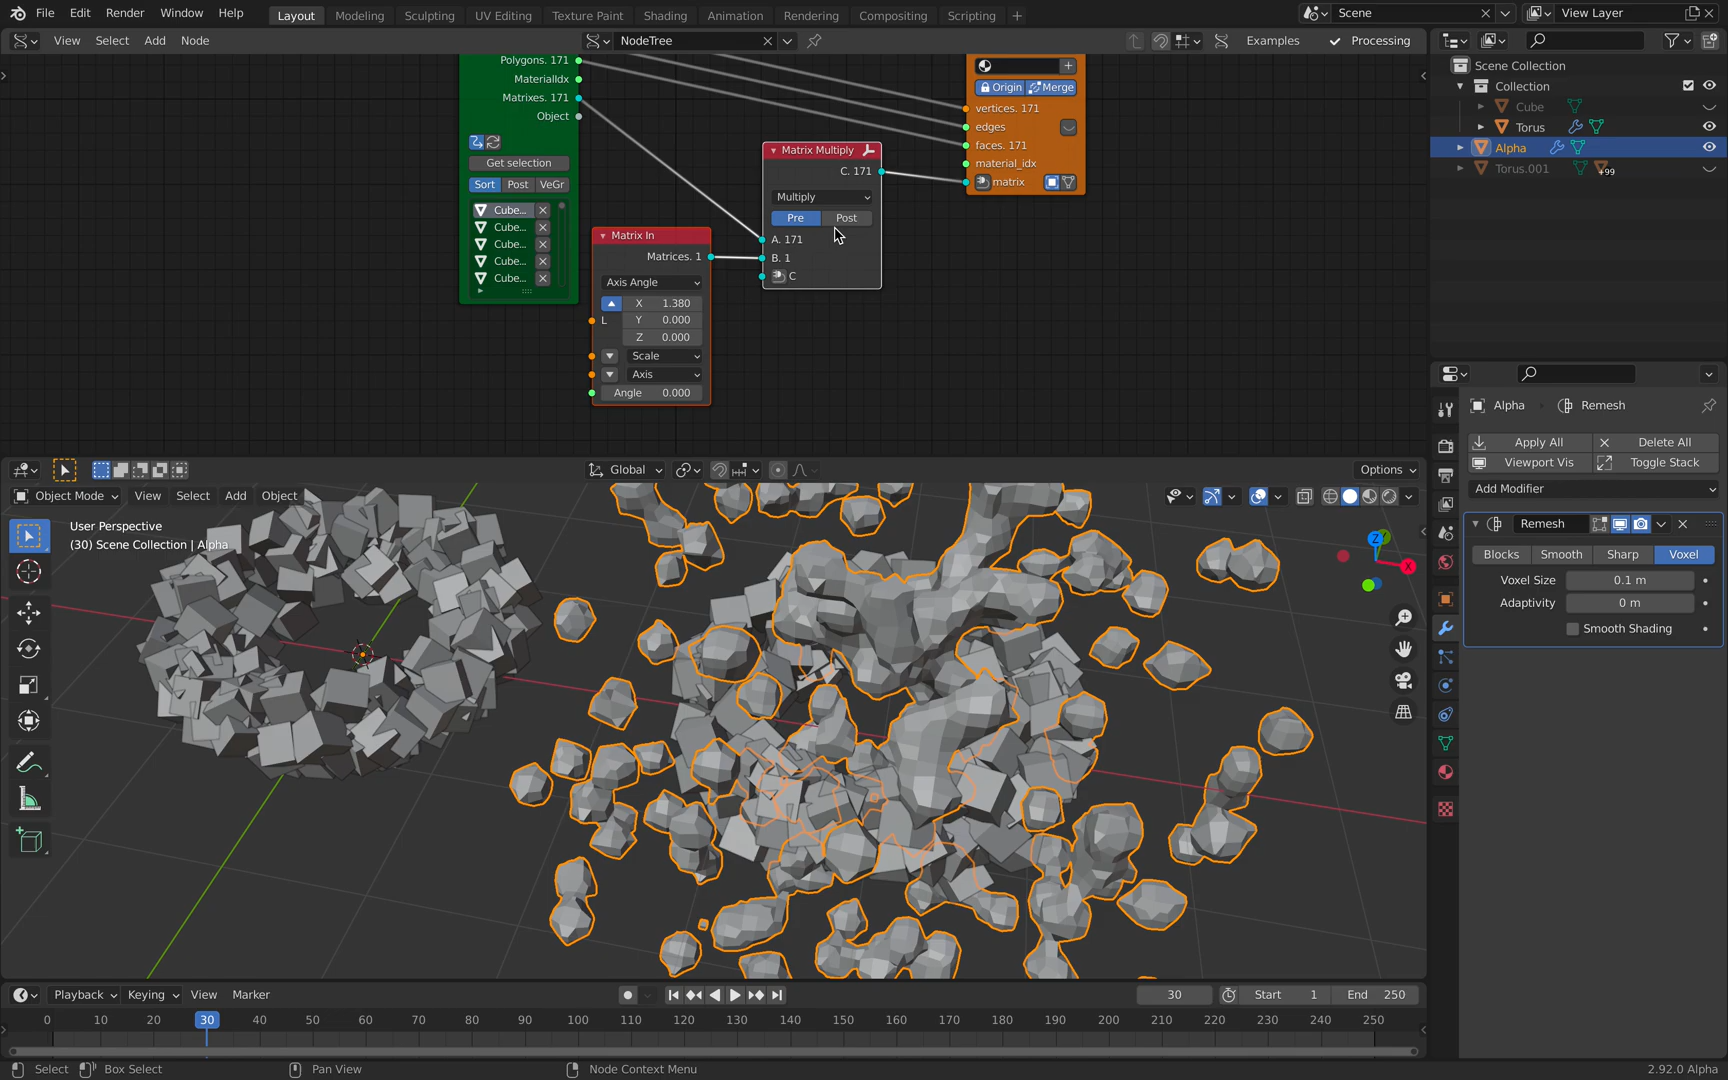 File Edit Render Window Help Layout Modeling Sculpting UV Editing Texture Paint Shading Animation Rendering Compositing Scripting + Scene View Layer
View Select Add Node NodeTree Examples Processing
Scene Collection
Collection
Cube
Torus
Alpha
Torus.001 +99
Polygons. 171
MaterialIdx
Matrixes. 171
Object
Get selection
Sort Post VeGr
Cube...
Cube...
Cube...
Cube...
Cube...
Matrix In
Matrices. 1
Axis Angle
X 1.380
L Y 0.000
Z 0.000
Scale
Axis
Angle 0.000
Matrix Multiply
C. 171
Multiply
Pre Post
A. 171
B. 1
C
Origin Merge
vertices. 171
edges
faces. 171
material_idx
matrix
Alpha Remesh
Apply All Delete All
Viewport Vis Toggle Stack
Add Modifier
Remesh
Blocks Smooth Sharp Voxel
Voxel Size 0.1 m
Adaptivity 0 m
Smooth Shading
Global Options
Object Mode View Select Add Object
User Perspective
(30) Scene Collection | Alpha
Z
X
Playback Keying View Marker 30 Start 1 End 250
0 10 20 30 40 50 60 70 80 90 100 110 120 130 140 150 160 170 180 190 200 210 220 230 240 250
Select Box Select Pan View Node Context Menu 2.92.0 Alpha